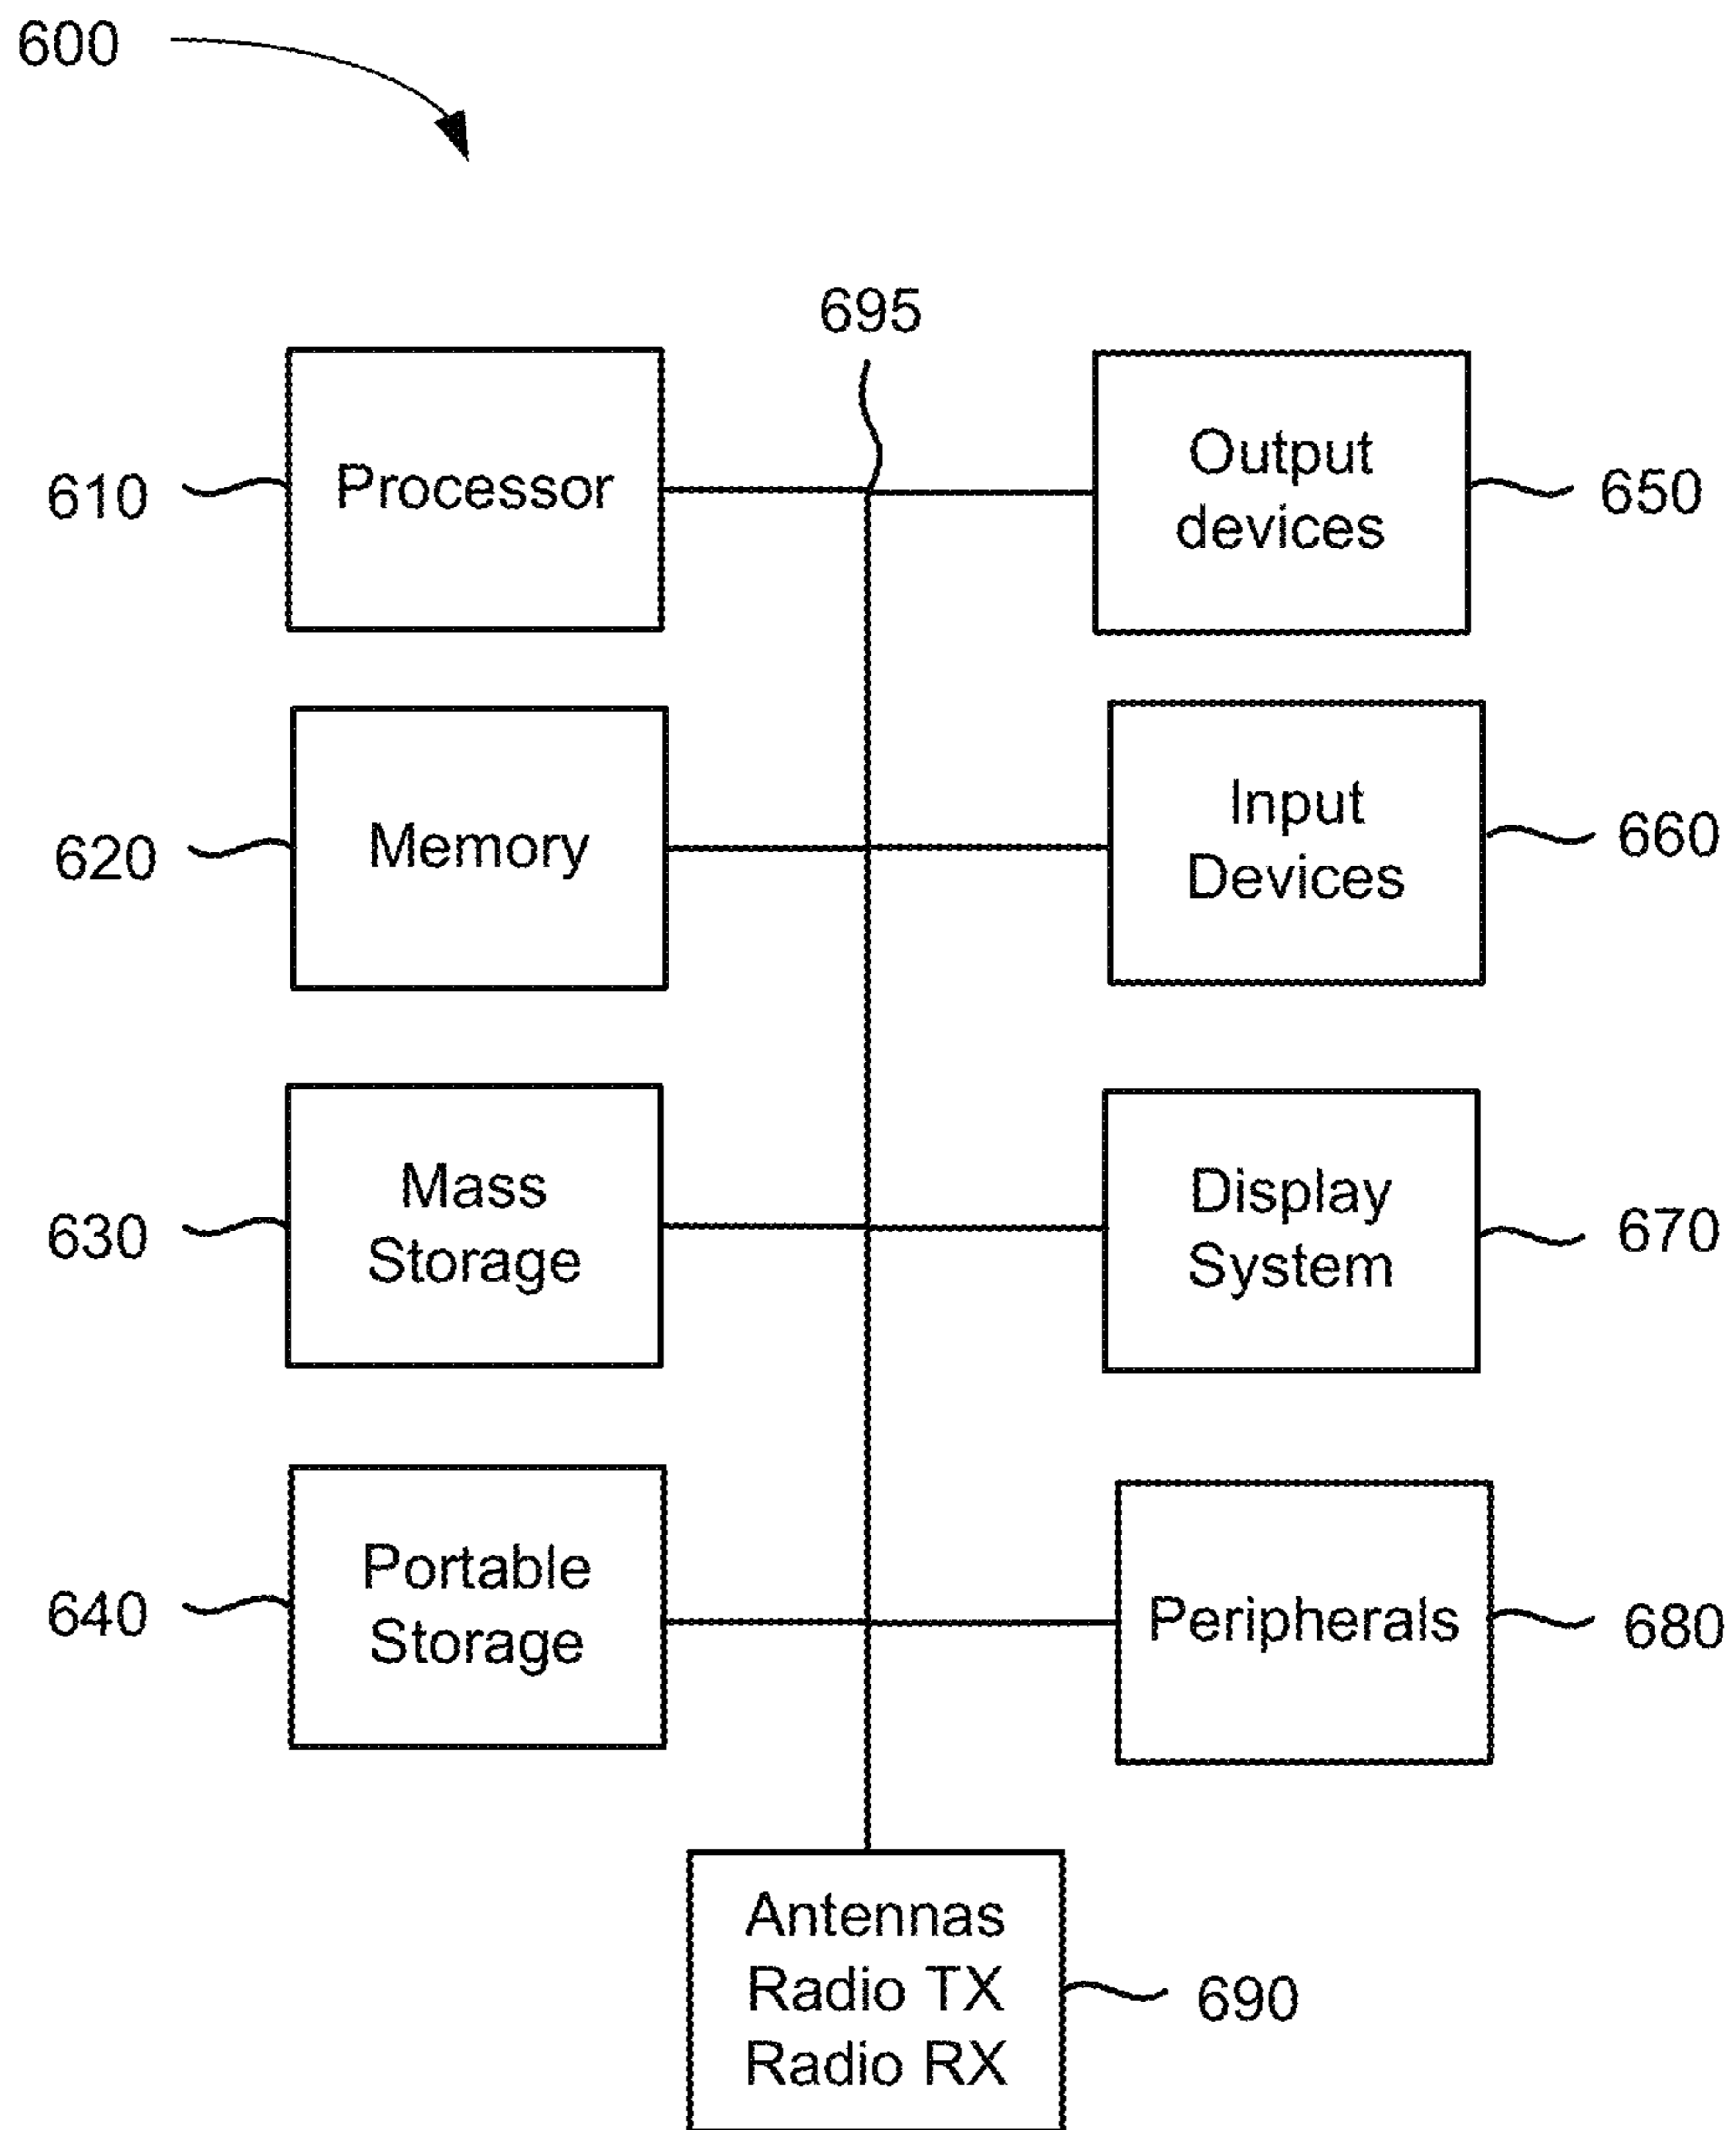 600
695
610
Processor
Output
devices
650
620
Memory
Input
Devices
660
630
Mass
Storage
Display
System
670
640
Portable
Storage
Peripherals
680
Antennas
Radio TX
Radio RX
690